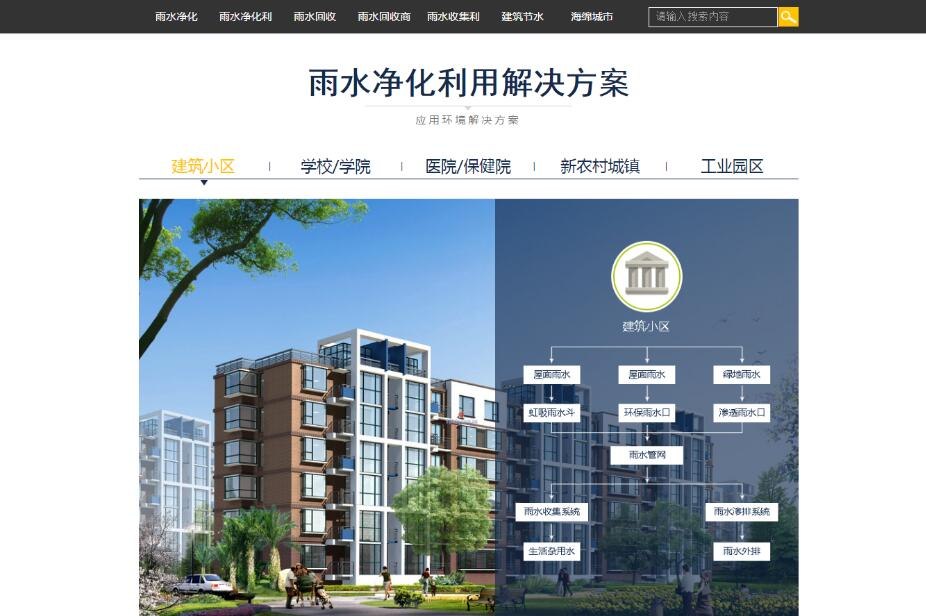 雨水净化 雨水净化利 雨水回收 雨水回收商 雨水收集利 建筑节水 海绵城市 请输入搜索内容
雨水净化利用解决方案
应用环境解决方案
建筑小区 | 学校/学院 | 医院/保健院 | 新农村城镇 | 工业园区
建筑小区
屋面雨水 屋面雨水 绿地雨水
虹吸雨水斗 环保雨水口 渗透雨水口
雨水管网
雨水收集系统 雨水渗排系统
生活杂用水 雨水外排